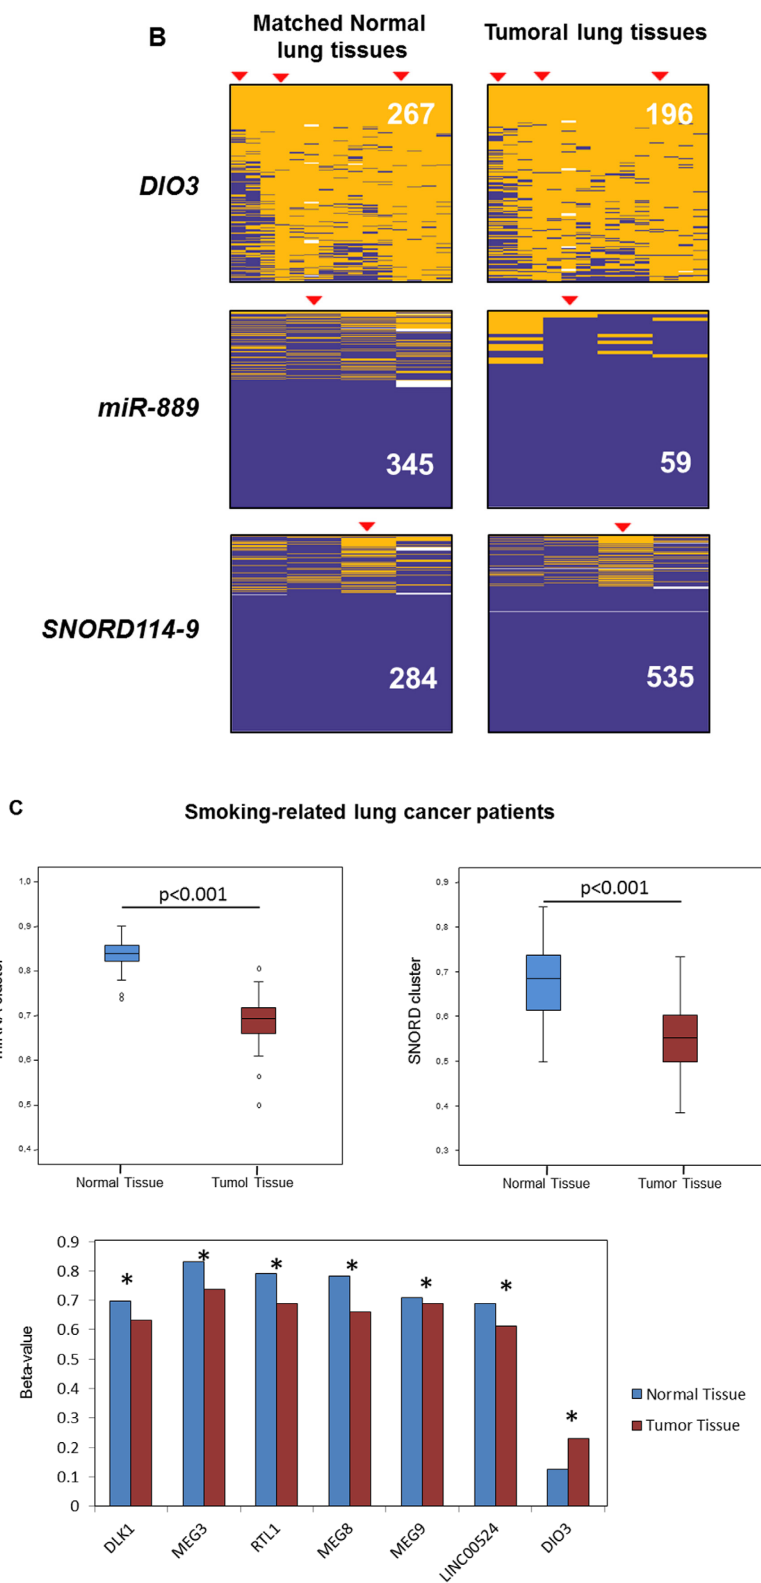 B
Matched Normal
lung tissues
Tumoral lung tissues
267
196
DIO3
miR-889
345
59
SNORD114-9
284
535
C
Smoking-related lung cancer patients
1,0
0,9
0,8
0,7
0,6
0,5
0,4
p<0.001
Normal Tissue
Tumol Tissue
SNORD cluster
0,9
0,8
0,7
0,6
0,5
0,4
0,3
p<0.001
Normal Tissue
Tumor Tissue
Beta-value
0.9
0.8
0.7
0.6
0.5
0.4
0.3
0.2
0.1
0
*
*
*
*
*
*
*
DLK1
MEG3
RTL1
MEG8
MEG9
LINC00524
DIO3
Normal Tissue
Tumor Tissue